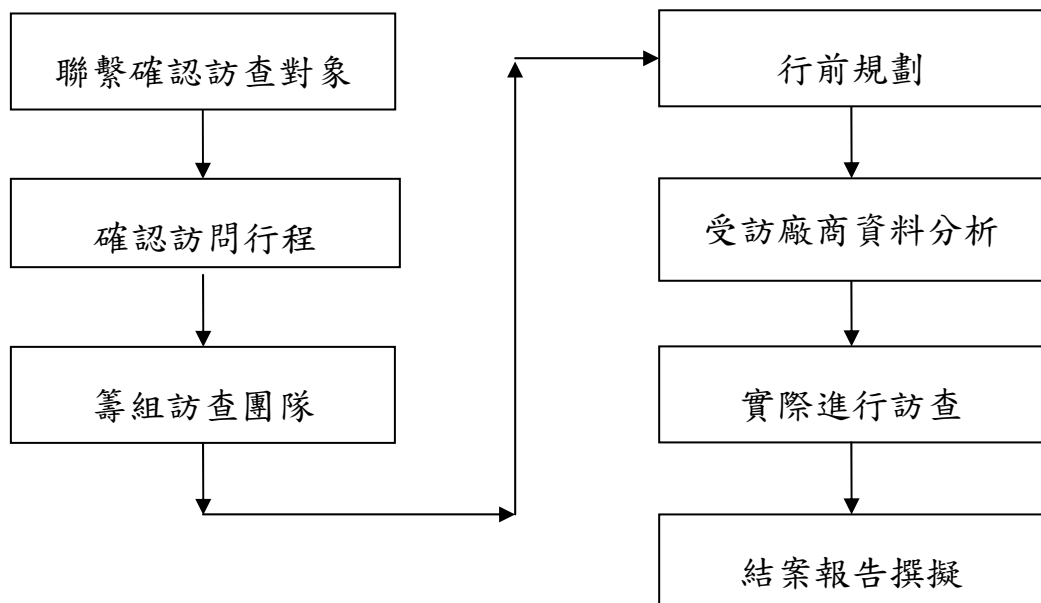 聯繫確認訪查對象
確認訪問行程
籌組訪查團隊
行前規劃
受訪廠商資料分析
實際進行訪查
結案報告撰擬